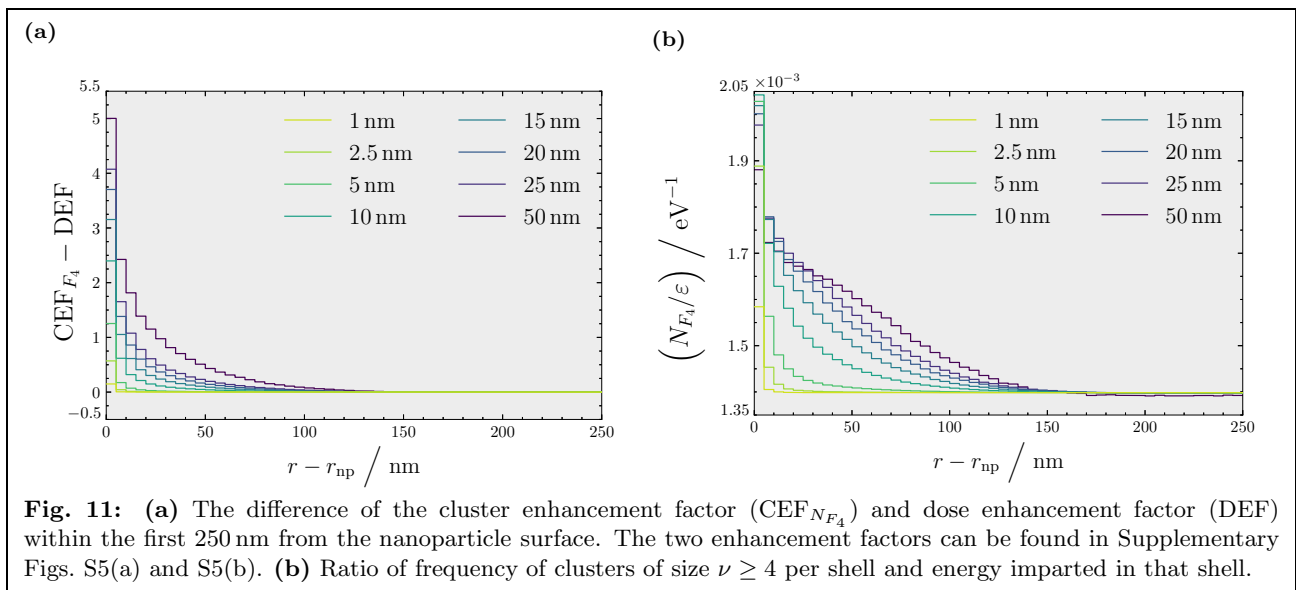 (a)
5.5
5
4
3
2
1
0
−0.5
CEF_{F_4} − DEF
1 nm
2.5 nm
5 nm
10 nm
15 nm
20 nm
25 nm
50 nm
0 50 100 150 200 250
r − r_{np} / nm
(b)
2.05 ×10^{−3}
1.9
1.7
1.5
1.35
(N_{F_4}/ε) / eV^{−1}
1 nm
2.5 nm
5 nm
10 nm
15 nm
20 nm
25 nm
50 nm
0 50 100 150 200 250
r − r_{np} / nm
Fig. 11: (a) The difference of the cluster enhancement factor (CEF_{N_{F_4}}) and dose enhancement factor (DEF)
within the first 250 nm from the nanoparticle surface. The two enhancement factors can be found in Supplementary
Figs. S5(a) and S5(b). (b) Ratio of frequency of clusters of size ν ≥ 4 per shell and energy imparted in that shell.